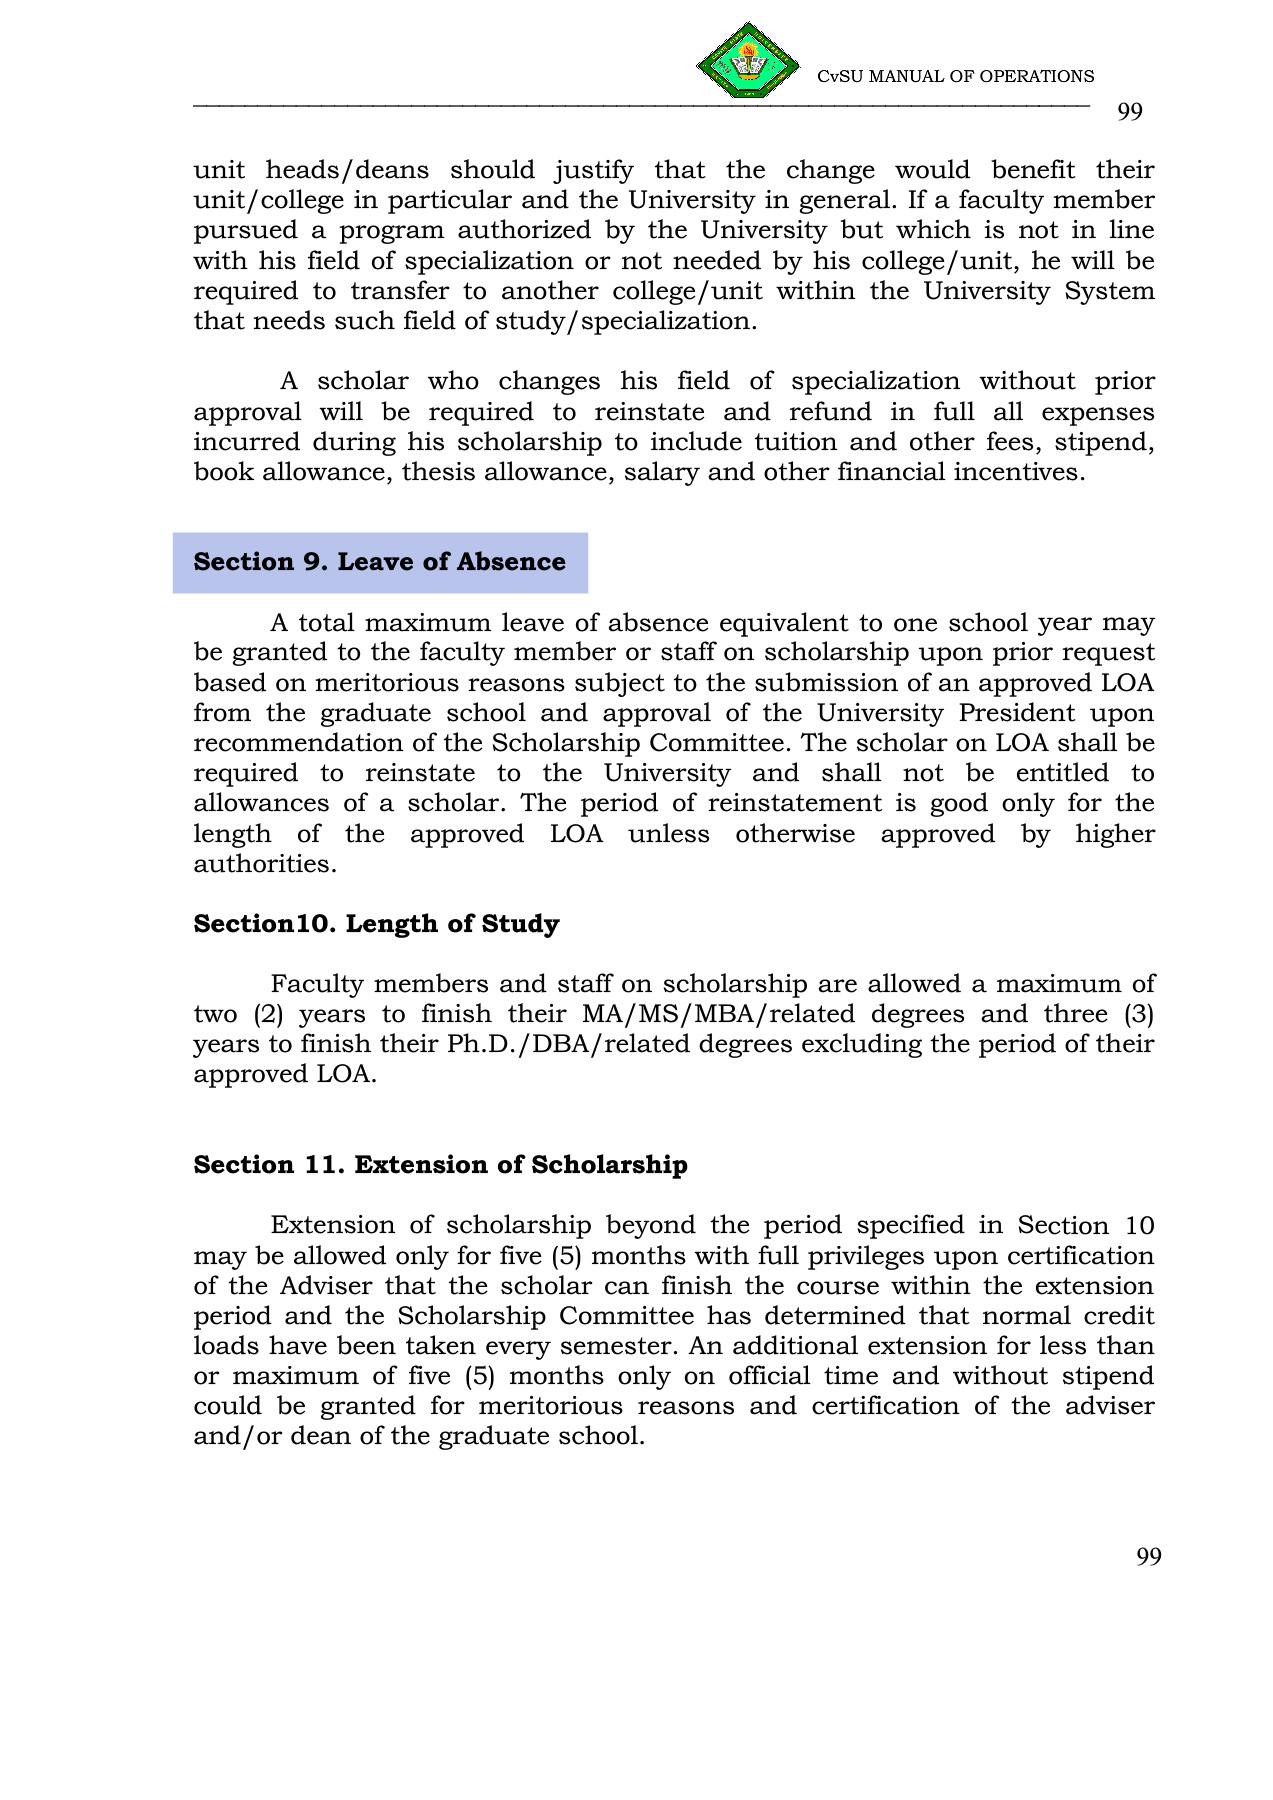 CvSU MANUAL OF OPERATIONS
99
unit heads/deans should justify that the change would benefit their
unit/college in particular and the University in general. If a faculty member
pursued a program authorized by the University but which is not in line
with his field of specialization or not needed by his college/unit, he will be
required to transfer to another college/unit within the University System
that needs such field of study/specialization.
A scholar who changes his field of specialization without prior
approval will be required to reinstate and refund in full all expenses
incurred during his scholarship to include tuition and other fees, stipend,
book allowance, thesis allowance, salary and other financial incentives.
Section 9. Leave of Absence
A total maximum leave of absence equivalent to one school year may
be granted to the faculty member or staff on scholarship upon prior request
based on meritorious reasons subject to the submission of an approved LOA
from the graduate school and approval of the University President upon
recommendation of the Scholarship Committee. The scholar on LOA shall be
required to reinstate to the University and shall not be entitled to
allowances of a scholar. The period of reinstatement is good only for the
length of the approved LOA unless otherwise approved by higher
authorities.
Section10. Length of Study
Faculty members and staff on scholarship are allowed a maximum of
two (2) years to finish their MA/MS/MBA/related degrees and three (3)
years to finish their Ph.D./DBA/related degrees excluding the period of their
approved LOA.
Section 11. Extension of Scholarship
Extension of scholarship beyond the period specified in Section 10
may be allowed only for five (5) months with full privileges upon certification
of the Adviser that the scholar can finish the course within the extension
period and the Scholarship Committee has determined that normal credit
loads have been taken every semester. An additional extension for less than
or maximum of five (5) months only on official time and without stipend
could be granted for meritorious reasons and certification of the adviser
and/or dean of the graduate school.
99